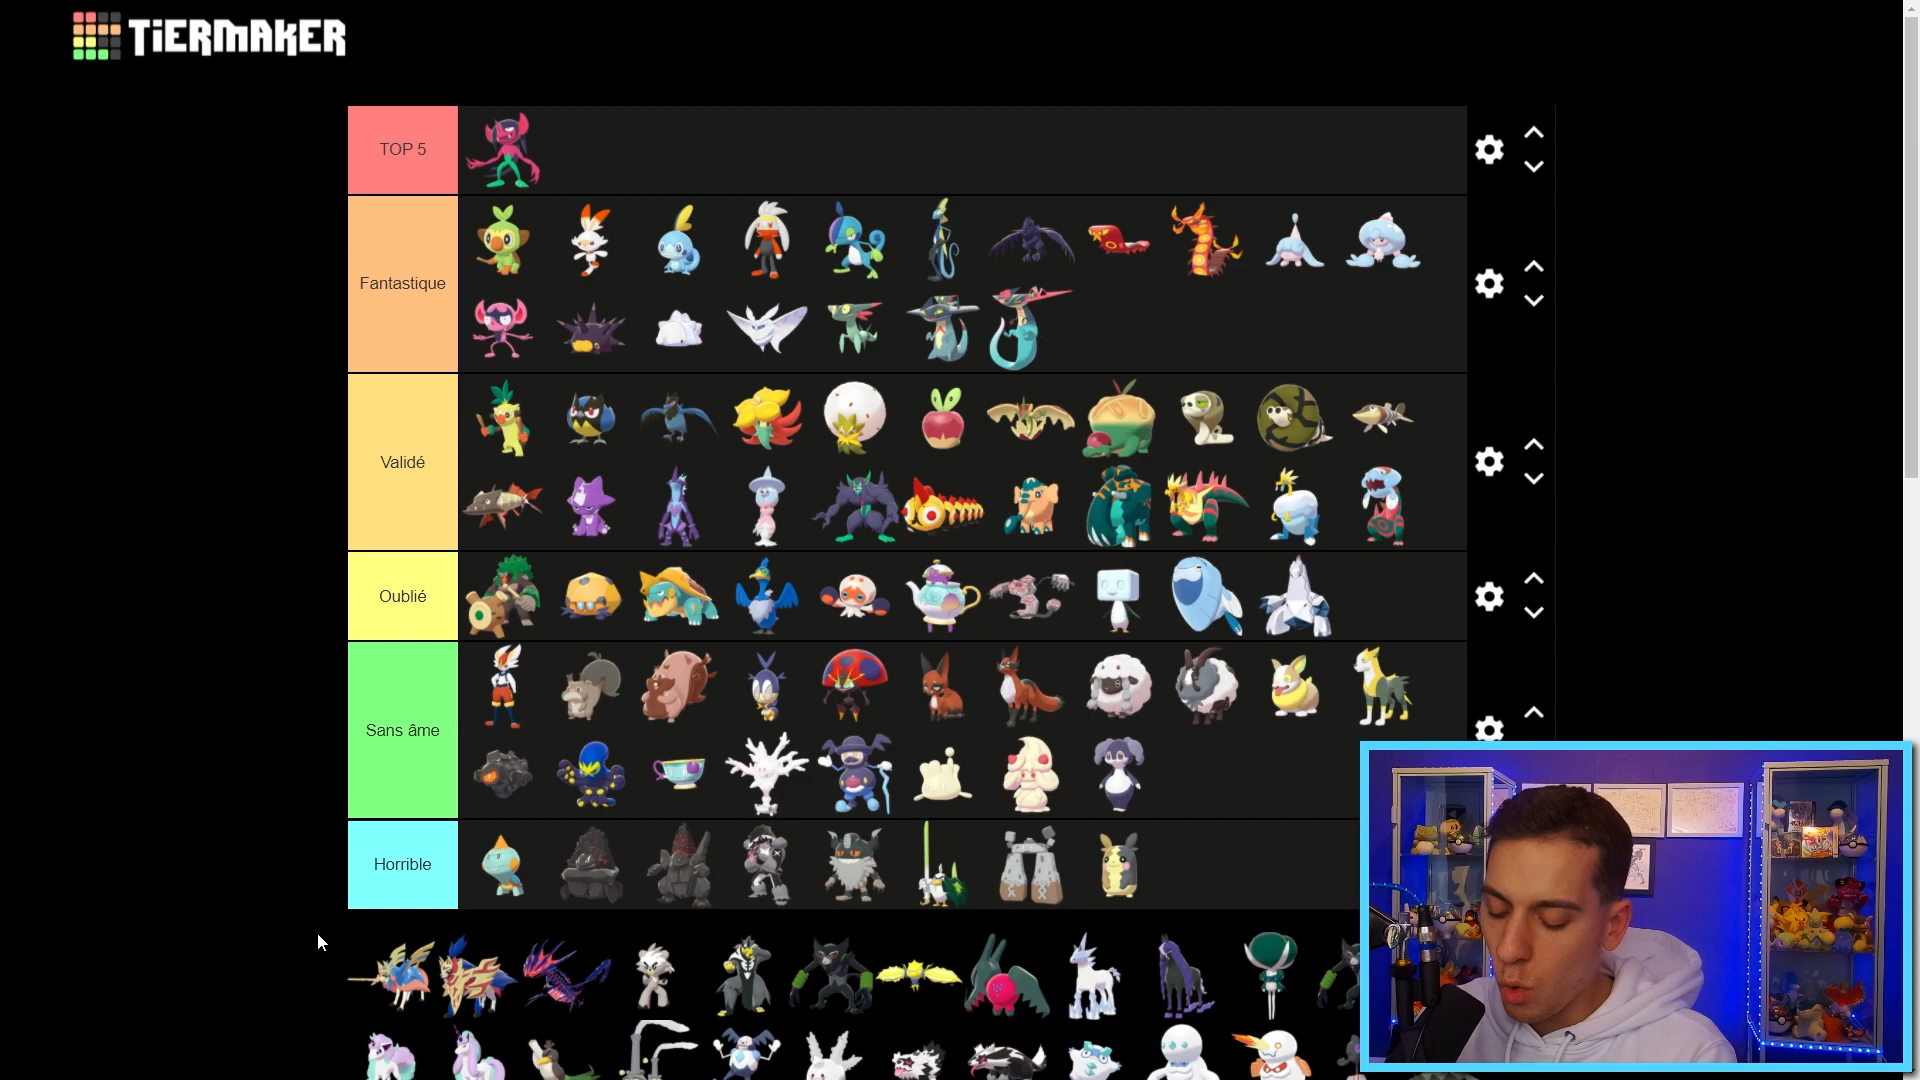 TiERMAKER
TOP 5
Fantastique
Validé
Oublié
Sans âme
Horrible